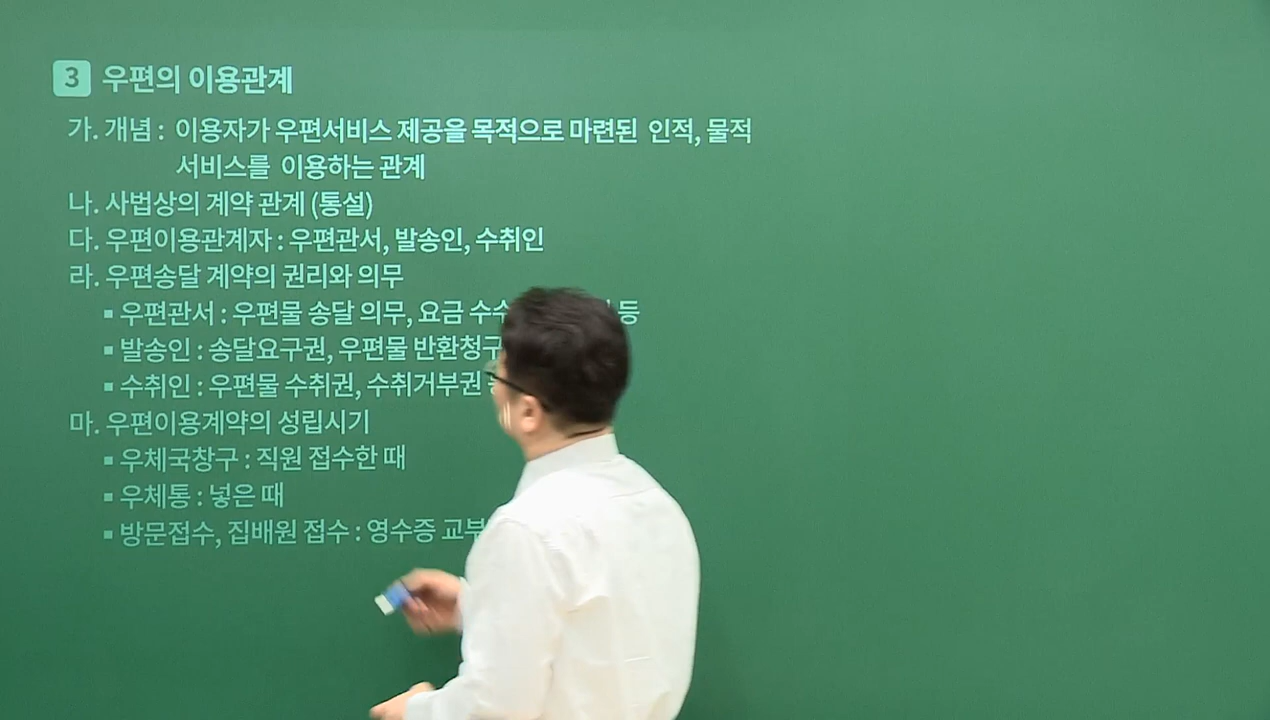 3 우편의 이용관계
가. 개념 : 이용자가 우편서비스 제공을 목적으로 마련된 인적, 물적
서비스를 이용하는 관계
나. 사법상의 계약 관계 (통설)
다. 우편이용관계자 : 우편관서, 발송인, 수취인
라. 우편송달 계약의 권리와 의무
▪ 우편관서 : 우편물 송달 의무, 요금 등
▪ 발송인 : 송달요구권, 우편물 반환청구
▪ 수취인 : 우편물 수취권, 수취거부권
마. 우편이용계약의 성립시기
▪ 우체국창구 : 직원 접수한 때
▪ 우체통 : 넣은 때
▪ 방문접수, 집배원 접수 : 영수증 교부